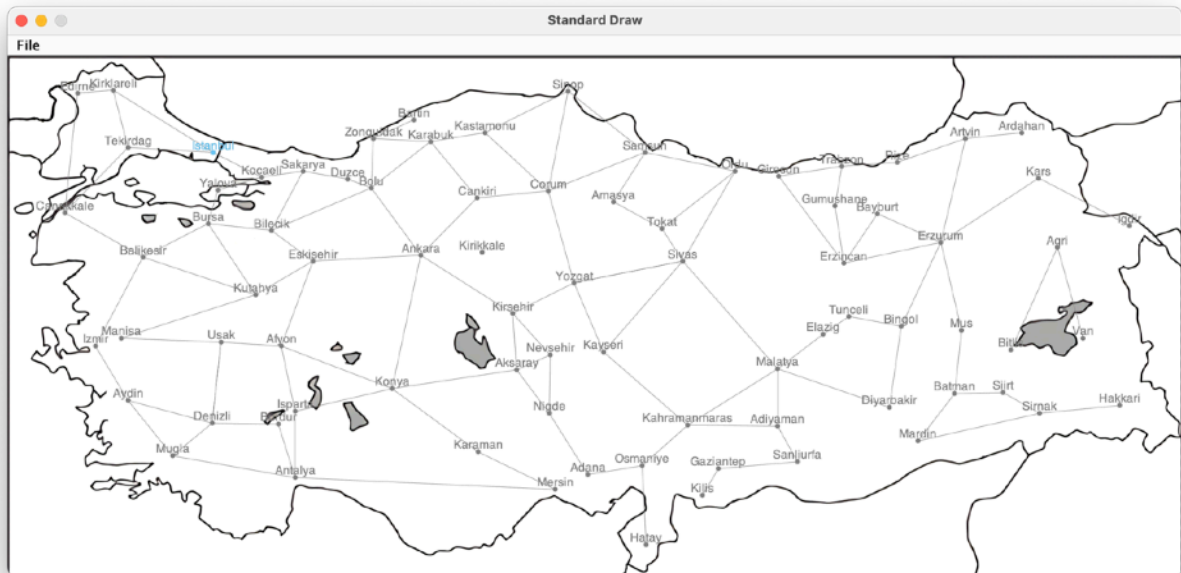 Standard Draw
File
Edirne
Kirklareli
Sinop
Bartin
Kastamonu
Zonguldak
Karabuk
Tekirdag
Istanbul
Samsun
Artvin
Ardahan
Rize
Trabzon
Giresun
Ordu
Kocaeli
Sakarya
Duzce
Bolu
Yalova
Cankiri
Corum
Amasya
Kars
Gumushane
Bayburt
Canakkale
Bursa
Bilecik
Tokat
Igdir
Balikesir
Eskisehir
Ankara
Kirikkale
Sivas
Erzincan
Erzurum
Agri
Kutahya
Yozgat
Kirsehir
Manisa
Izmir
Usak
Afyon
Nevsehir
Kayseri
Aksaray
Elazig
Tunceli
Bingol
Mus
Bitlis
Van
Malatya
Konya
Aydin
Denizli
Isparta
Burdur
Nigde
Kahramanmaras
Adiyaman
Diyarbakir
Batman
Siirt
Sirnak
Hakkari
Mardin
Mugla
Antalya
Karaman
Mersin
Adana
Osmaniye
Gaziantep
Sanliurfa
Kilis
Hatay